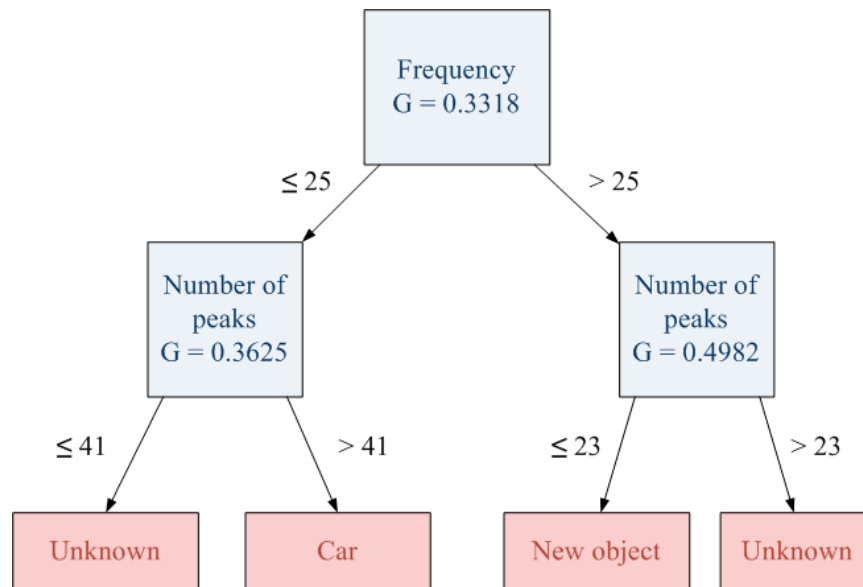 Frequency
G = 0.3318
≤ 25
> 25
Number of
peaks
G = 0.3625
Number of
peaks
G = 0.4982
≤ 41
> 41
≤ 23
> 23
Unknown
Car
New object
Unknown